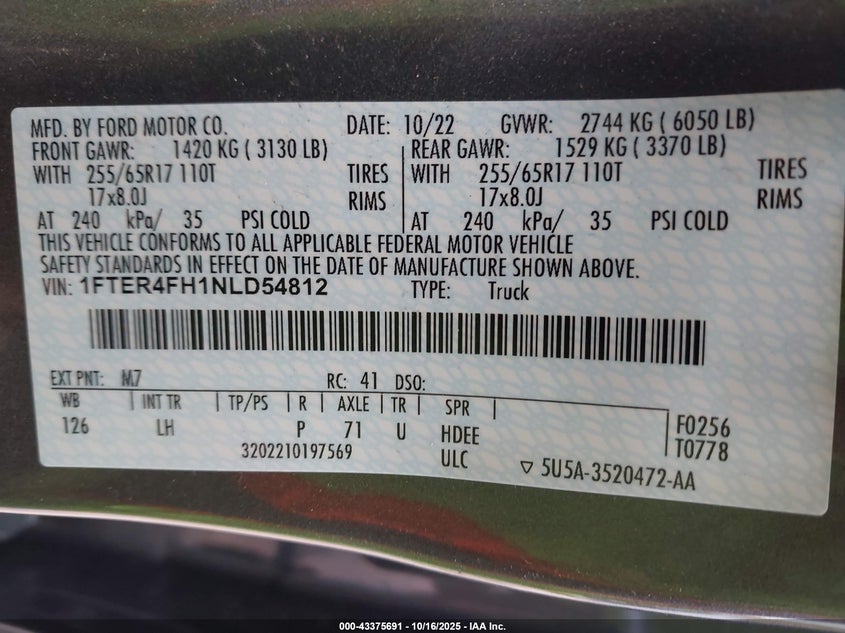 MFD. BY FORD MOTOR CO. DATE: 10/22 GVWR: 2744 KG ( 6050 LB)
FRONT GAWR: 1420 KG ( 3130 LB) REAR GAWR: 1529 KG ( 3370 LB)
WITH 255/65R17 110T TIRES WITH 255/65R17 110T TIRES
17x8.0J RIMS 17x8.0J RIMS
AT 240 kPa/ 35 PSI COLD AT 240 kPa/ 35 PSI COLD
THIS VEHICLE CONFORMS TO ALL APPLICABLE FEDERAL MOTOR VEHICLE
SAFETY STANDARDS IN EFFECT ON THE DATE OF MANUFACTURE SHOWN ABOVE.
VIN: 1FTER4FH1NLD54812 TYPE: Truck
EXT PNT: M7 RC: 41 DSO:
WB INT TR TP/PS R AXLE TR SPR
126 LH P 71 U HDEE F0256
3202210197569 ULC T0778
5U5A-3520472-AA
000-43375691 - 10/16/2025 - IAA Inc.